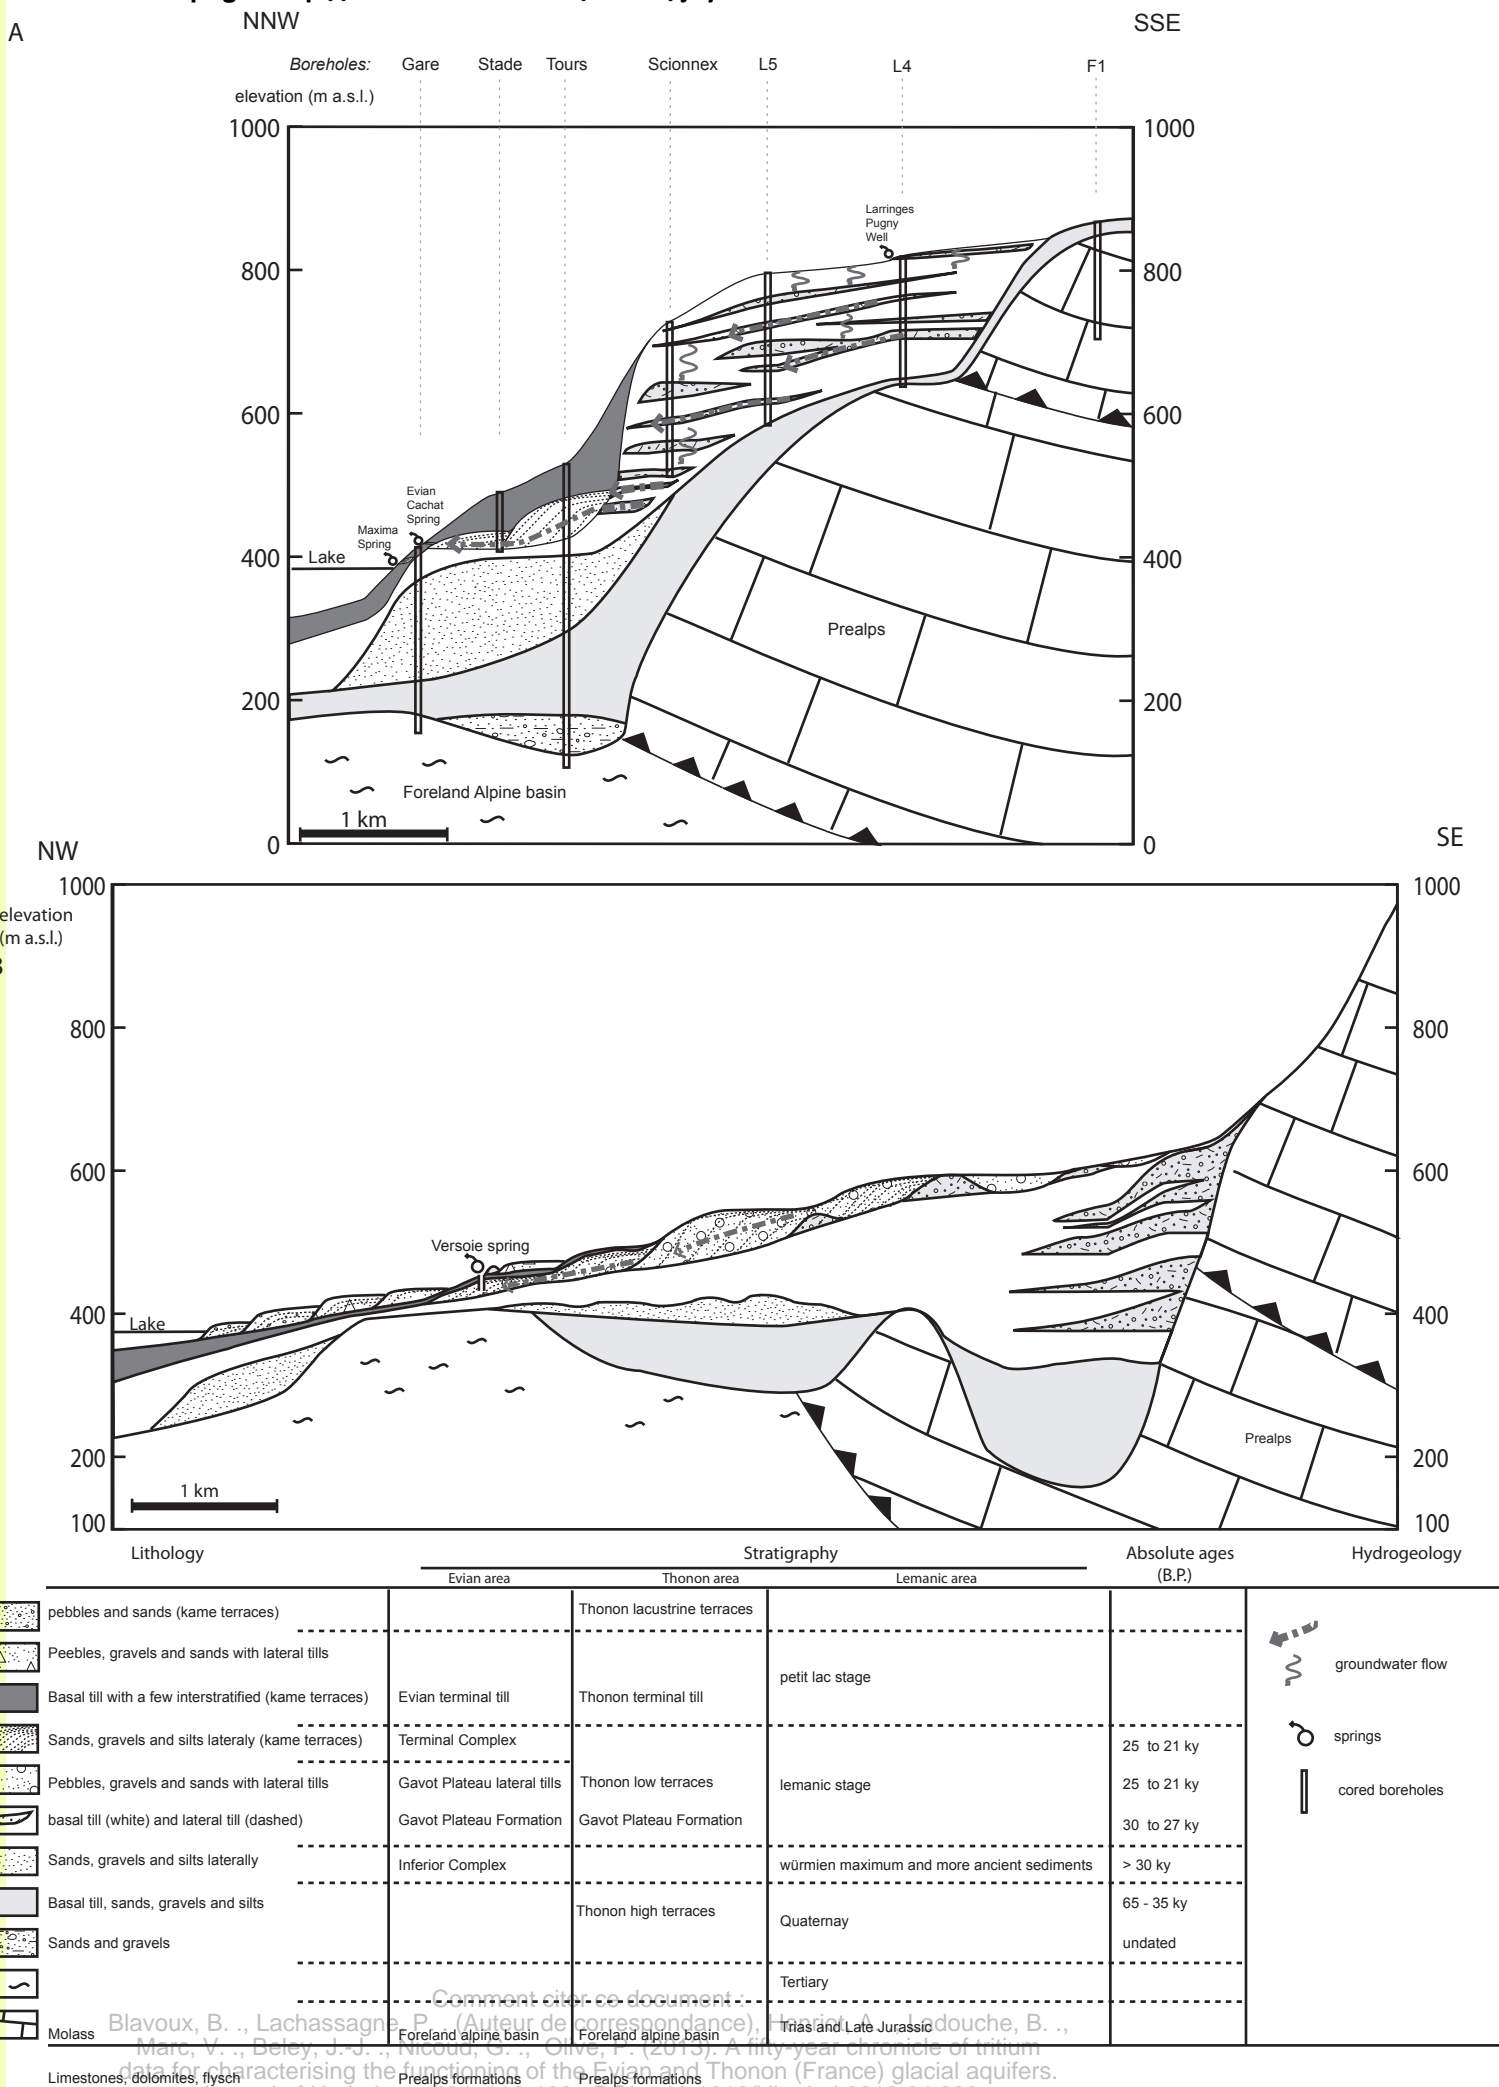 A
NNW
SSE
Boreholes:
Gare
Stade
Tours
Scionnex
L5
L4
F1
elevation (m a.s.l.)
1000
1000
Larringes
Pugny
Well
800
800
600
600
Evian
Cachat
Spring
Maxima
Spring
400
Lake
400
Prealps
200
200
Foreland Alpine basin
1 km
0
0
NW
SE
1000
1000
elevation
(m a.s.l.)
800
800
600
600
Versoie spring
400
Lake
400
Prealps
200
200
1 km
100
100
Lithology
Stratigraphy
Absolute ages
(B.P.)
Hydrogeology
Evian area
Thonon area
Lemanic area
pebbles and sands (kame terraces)
Thonon lacustrine terraces
Peebles, gravels and sands with lateral tills
petit lac stage
groundwater flow
Basal till with a few interstratified (kame terraces)
Evian terminal till
Thonon terminal till
Sands, gravels and silts lateraly (kame terraces)
Terminal Complex
25 to 21 ky
springs
Pebbles, gravels and sands with lateral tills
Gavot Plateau lateral tills
Thonon low terraces
lemanic stage
25 to 21 ky
cored boreholes
basal till (white) and lateral till (dashed)
Gavot Plateau Formation
Gavot Plateau Formation
30 to 27 ky
Sands, gravels and silts laterally
Inferior Complex
würmien maximum and more ancient sediments
> 30 ky
Basal till, sands, gravels and silts
Thonon high terraces
Quaternay
65 - 35 ky
Sands and gravels
undated
Tertiary
Comment citer ce document :
Blavoux, B. ., Lachassagne, P. . (Auteur de correspondance), Henriot, A., Ladouche, B. .,
Molass
Foreland alpine basin
Foreland alpine basin
Trias and Late Jurassic
Marc, V. ., Beley, J.-J. ., Nicoud, G. ., Olive, P. (2013). A fifty-year chronicle of tritium
data for characterising the functioning of the Evian and Thonon (France) glacial aquifers.
Limestones, dolomites, flysch
Prealps formations
Prealps formations